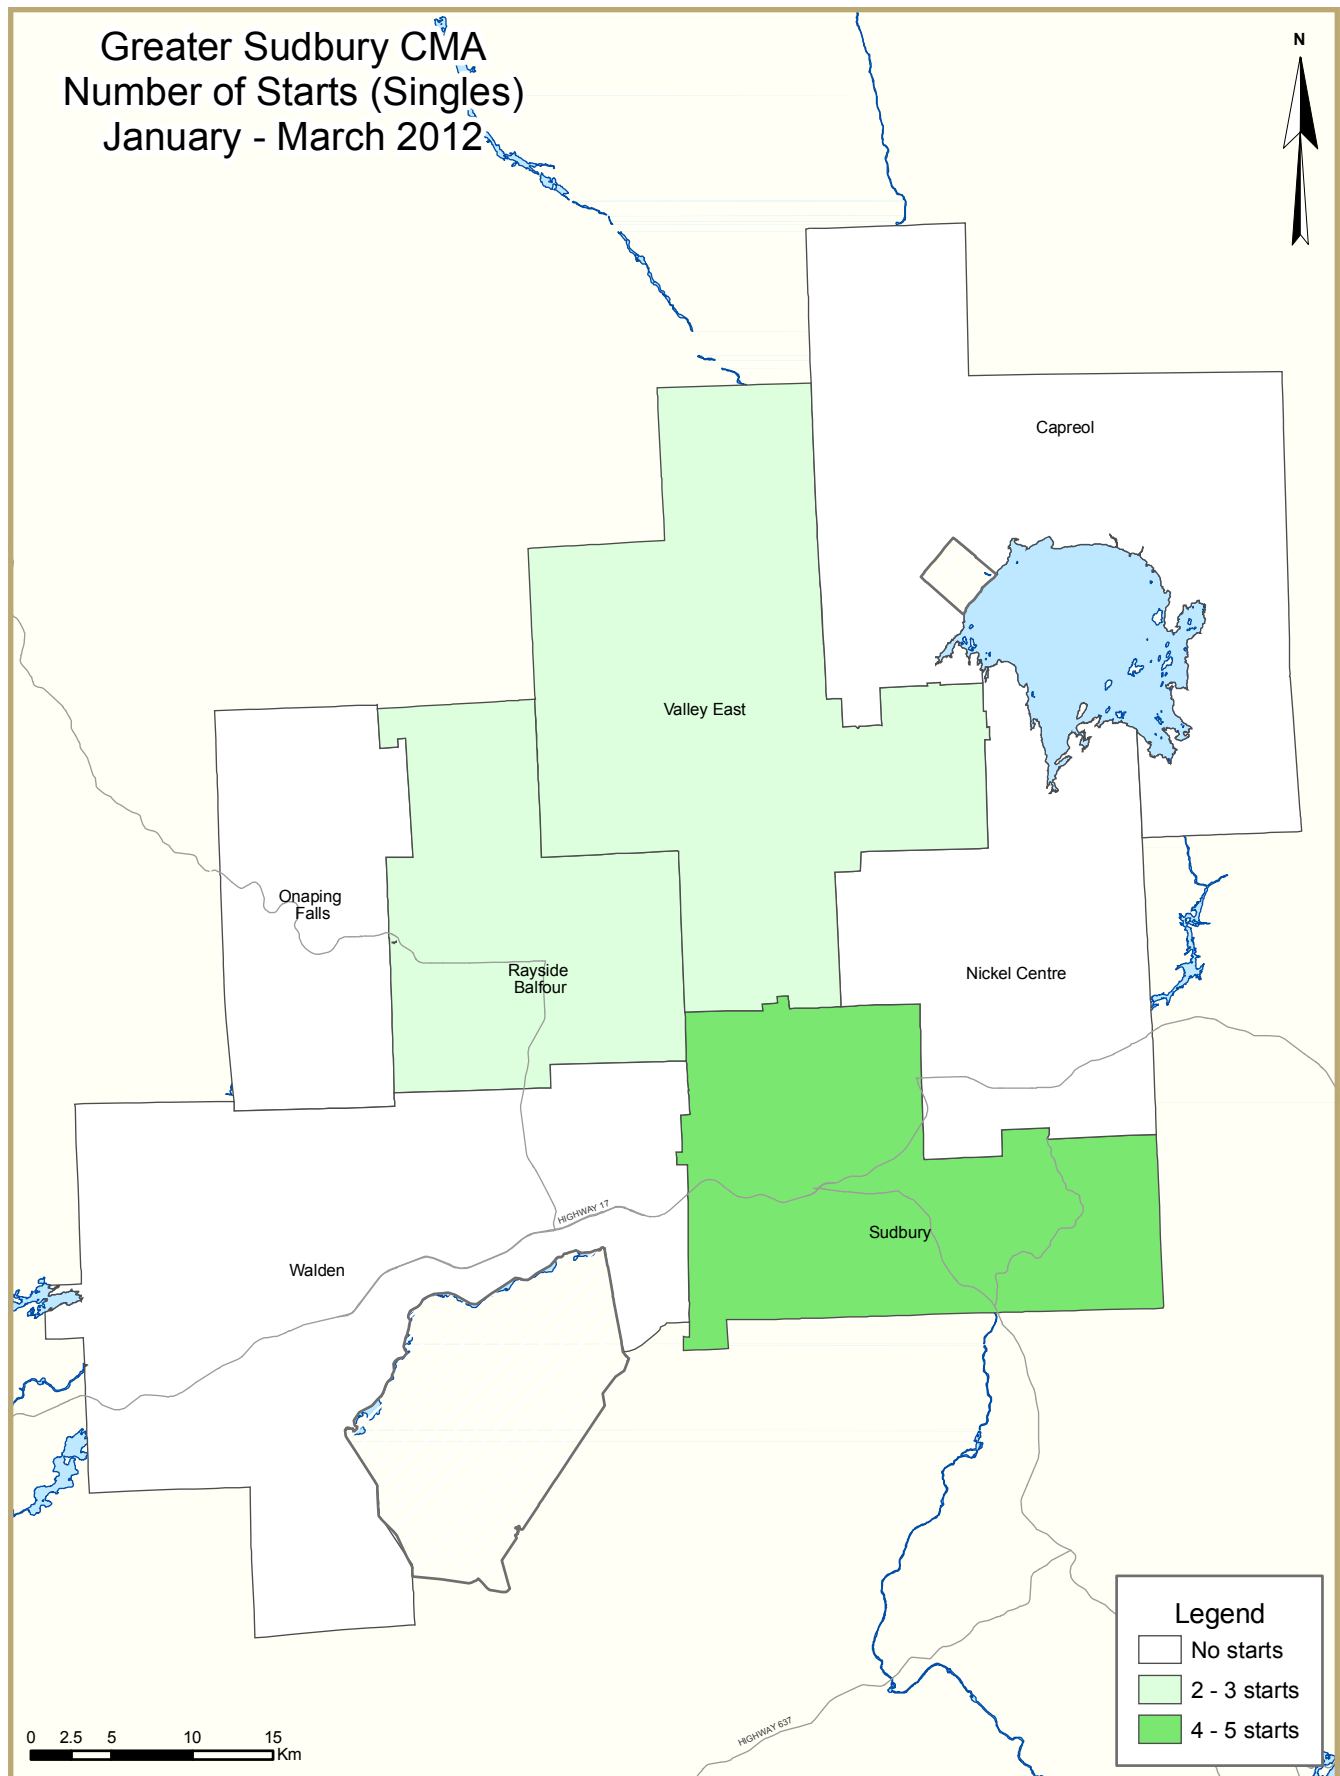 Greater Sudbury CMA
Number of Starts (Singles)
January - March 2012
N
Capreol
Valley East
Onaping
Falls
Rayside
Balfour
Nickel Centre
HIGHWAY 17
Sudbury
Walden
Legend
No starts
2 - 3 starts
4 - 5 starts
HIGHWAY 637
0 2.5 5 10 15
Km